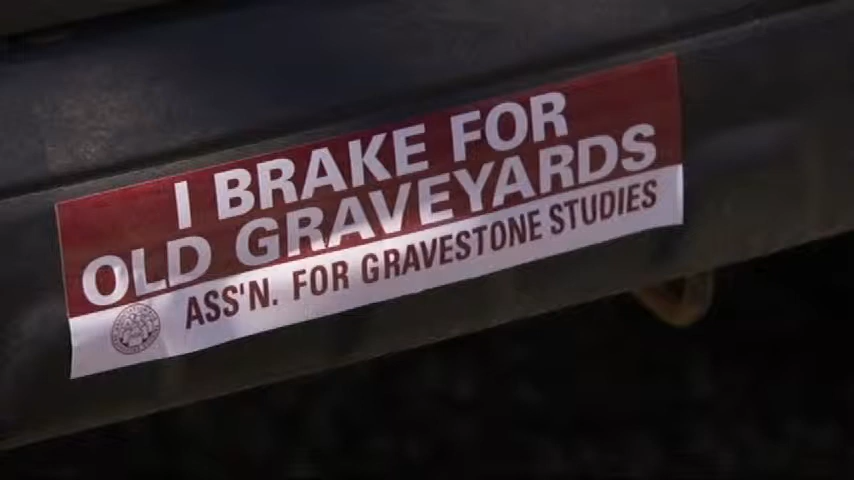 I BRAKE FOR
OLD GRAVEYARDS
ASS'N. FOR GRAVESTONE STUDIES